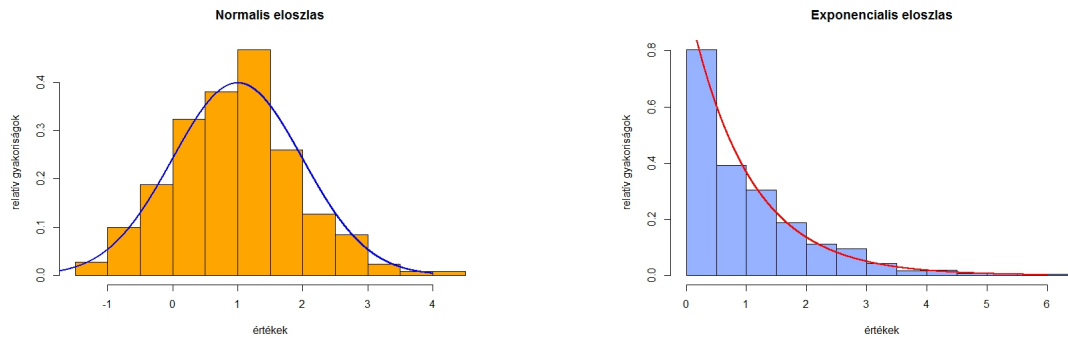 Normalis eloszlas
relatív gyakoriságok
0.0 0.1 0.2 0.3 0.4
-1 0 1 2 3 4
értékek
Exponencialis eloszlas
relatív gyakoriságok
0.0 0.2 0.4 0.6 0.8
0 1 2 3 4 5 6
értékek